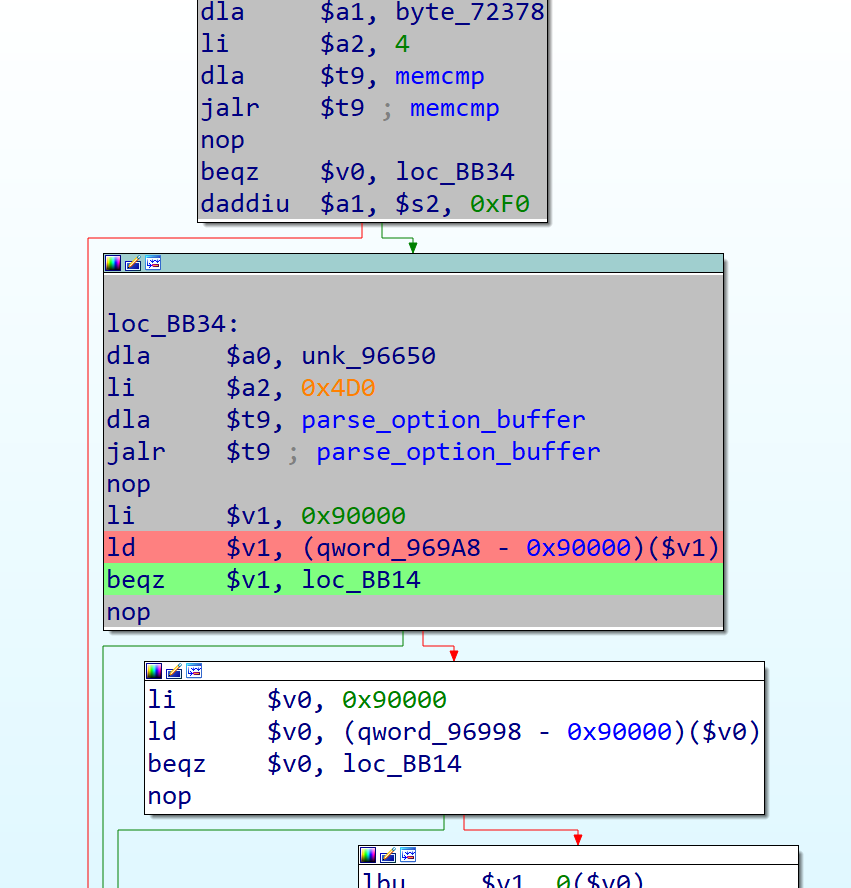 dla $a1, byte_72378
li $a2, 4
dla $t9, memcmp
jalr $t9 ; memcmp
nop
beqz $v0, loc_BB34
daddiu $a1, $s2, 0xF0
loc_BB34:
dla $a0, unk_96650
li $a2, 0x4D0
dla $t9, parse_option_buffer
jalr $t9 ; parse_option_buffer
nop
li $v1, 0x90000
ld $v1, (qword_969A8 - 0x90000)($v1)
beqz $v1, loc_BB14
nop
li $v0, 0x90000
ld $v0, (qword_96998 - 0x90000)($v0)
beqz $v0, loc_BB14
nop
lhu $v1, 0($v0)